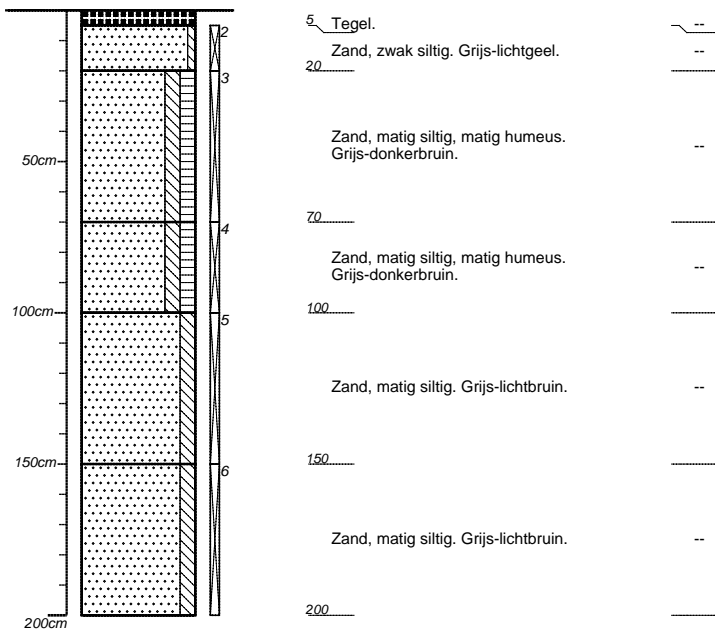 2
5 Tegel. --
Zand, zwak siltig. Grijs-lichtgeel. --
20
3
Zand, matig siltig, matig humeus.
Grijs-donkerbruin. --
50cm
70
4
Zand, matig siltig, matig humeus.
Grijs-donkerbruin. --
100cm
100
5
Zand, matig siltig. Grijs-lichtbruin. --
150cm
150
6
Zand, matig siltig. Grijs-lichtbruin. --
200
200cm